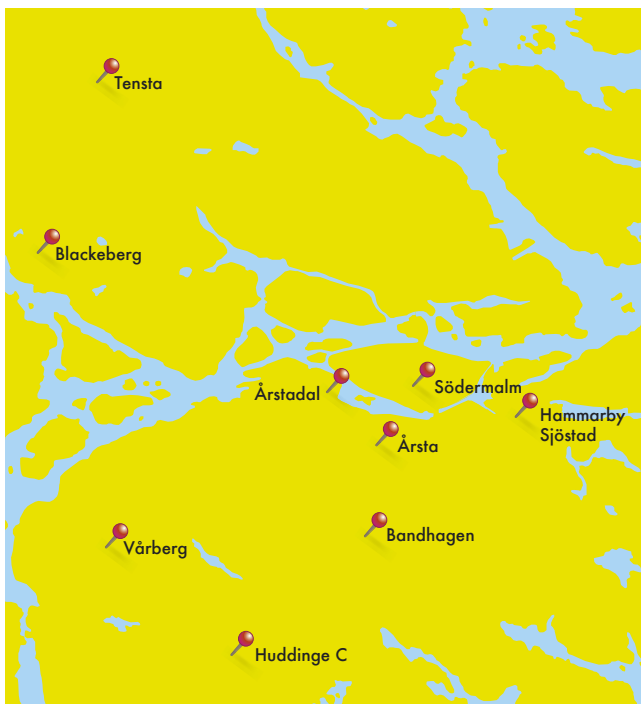 Tensta
Blackeberg
Årstadal
Södermalm
Hammarby
Sjöstad
Årsta
Bandhagen
Vårberg
Huddinge C